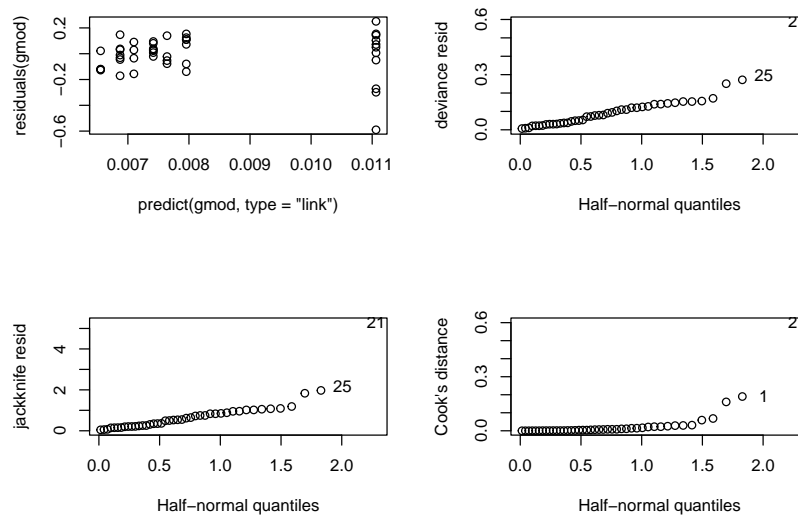 residuals(gmod)
0.2
−0.2
−0.6
0.007 0.008 0.009 0.010 0.011
predict(gmod, type = "link")
deviance resid
0.6
0.3
0.0
25
0.0 0.5 1.0 1.5 2.0
Half−normal quantiles
jackknife resid
4
2
0
21
25
0.0 0.5 1.0 1.5 2.0
Half−normal quantiles
Cook's distance
0.6
0.3
0.0
1
0.0 0.5 1.0 1.5 2.0
Half−normal quantiles